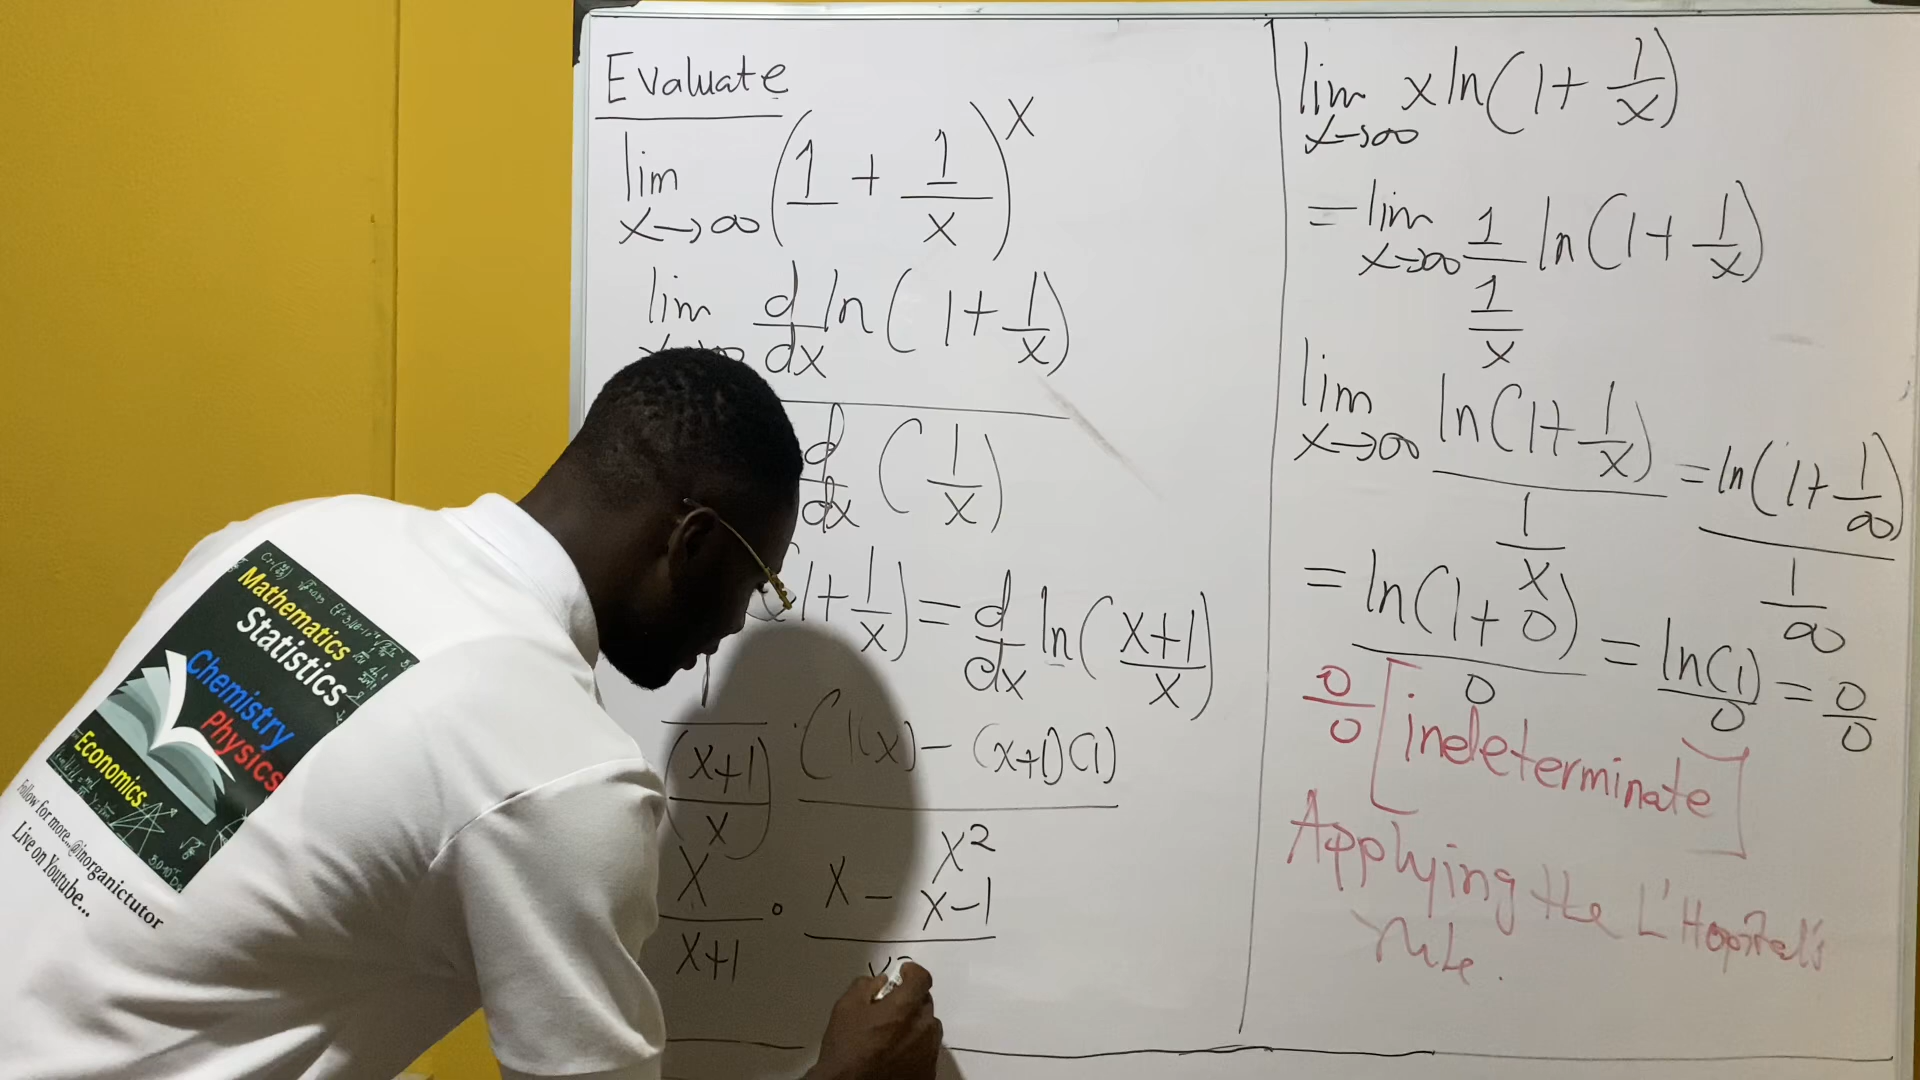 Evaluate
lim x→∞ (1 + 1/x)^x
lim d/dx ln(1+1/x)
d/dx (1/x)
1+1/x) = d/dx ln((x+1)/x)
1/((x+1)/x) · (1(x) - (x+1)(1))/x²
x/(x+1) · (x - x-1)/
lim x→∞ x ln(1+1/x)
= lim x→∞ 1/(1/x) ln(1+1/x)
lim x→∞ ln(1+1/x)/(1/x) = ln(1+1/∞)/(1/∞)
= ln(1+0)/0 = ln(1)/0 = 0/0
0/0 [indeterminate]
Applying the L'Hopital's
rule.
Mathematics
Statistics
Chemistry
Physics
Economics
Follow for more...@inorganictutor
Live on Youtube...